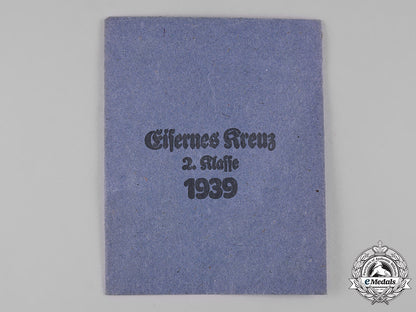 Eisernes Kreuz
2. Klasse
1939
eMedals